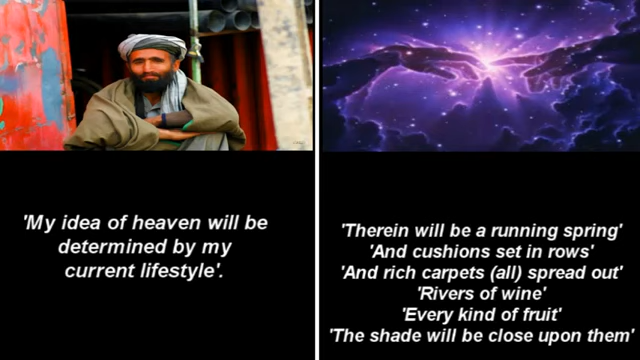 'My idea of heaven will be
determined by my
current lifestyle'.
'Therein will be a running spring'
'And cushions set in rows'
'And rich carpets (all) spread out'
'Rivers of wine'
'Every kind of fruit'
'The shade will be close upon them'